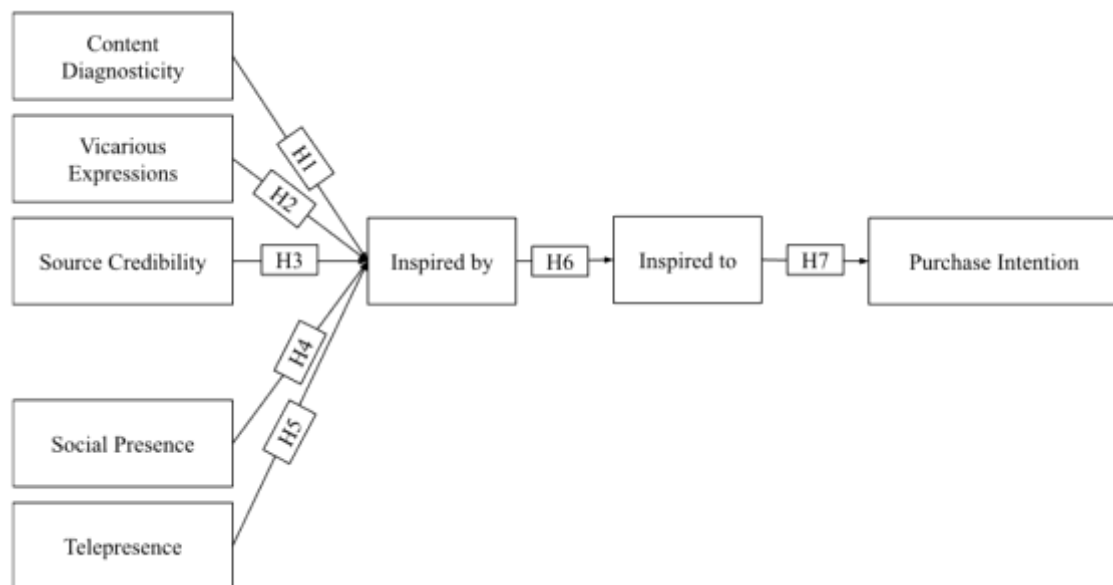 Content
Diagnosticity
H1
Vicarious
Expressions
H2
Source Credibility
H3
Inspired by
H6
Inspired to
H7
Purchase Intention
H4
Social Presence
H5
Telepresence